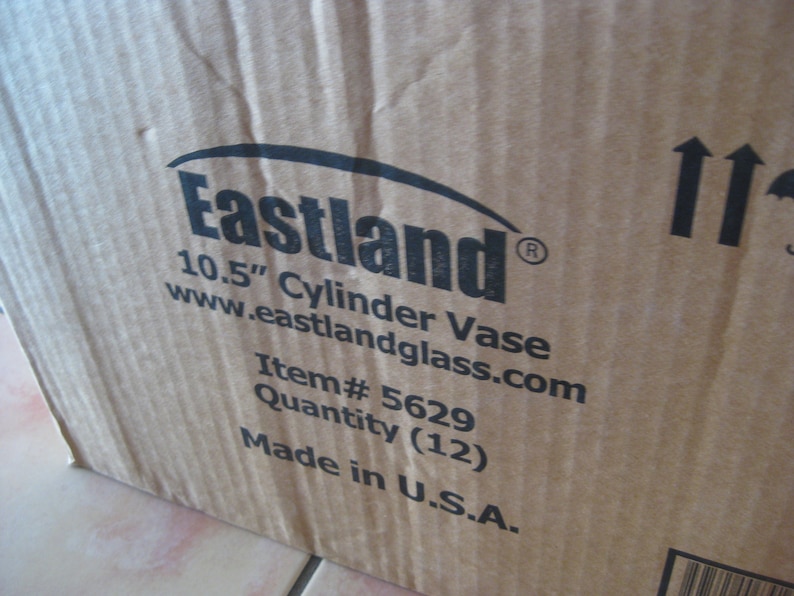 Eastland®
10.5" Cylinder Vase
www.eastlandglass.com
Item# 5629
Quantity (12)
Made in U.S.A.